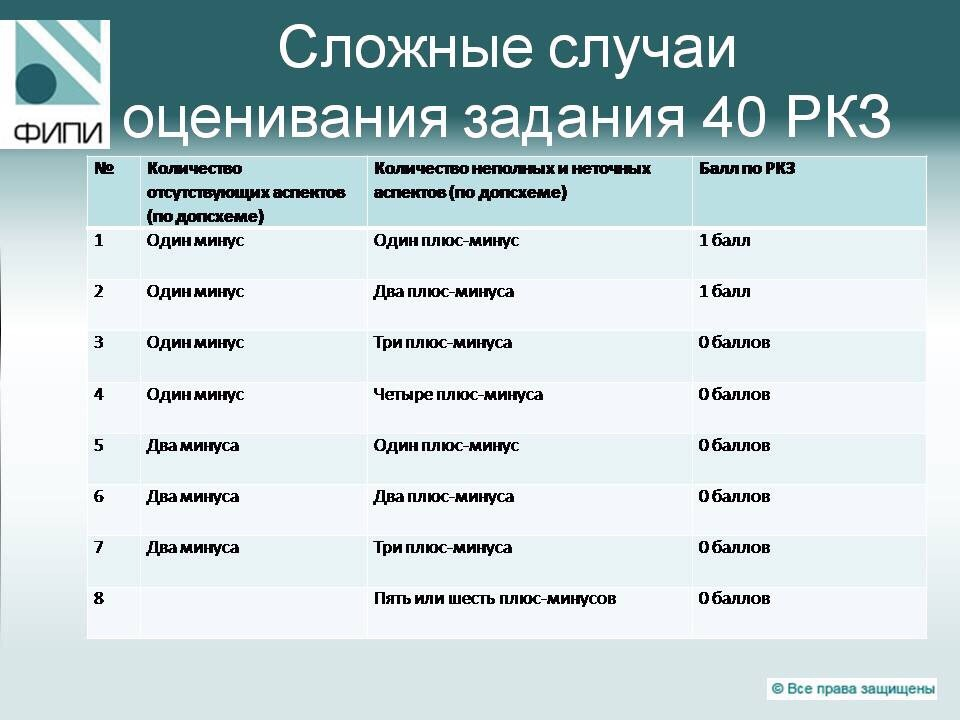 Сложные случаи
ФИПИ оценивания задания 40 РКЗ
№ Количество отсутствующих аспектов (по допсхеме) Количество неполных и неточных аспектов (по допсхеме) Балл по РКЗ
1 Один минус Один плюс-минус 1 балл
2 Один минус Два плюс-минуса 1 балл
3 Один минус Три плюс-минуса 0 баллов
4 Один минус Четыре плюс-минуса 0 баллов
5 Два минуса Один плюс-минус 0 баллов
6 Два минуса Два плюс-минуса 0 баллов
7 Два минуса Три плюс-минуса 0 баллов
8 Пять или шесть плюс-минусов 0 баллов
© Все права защищены